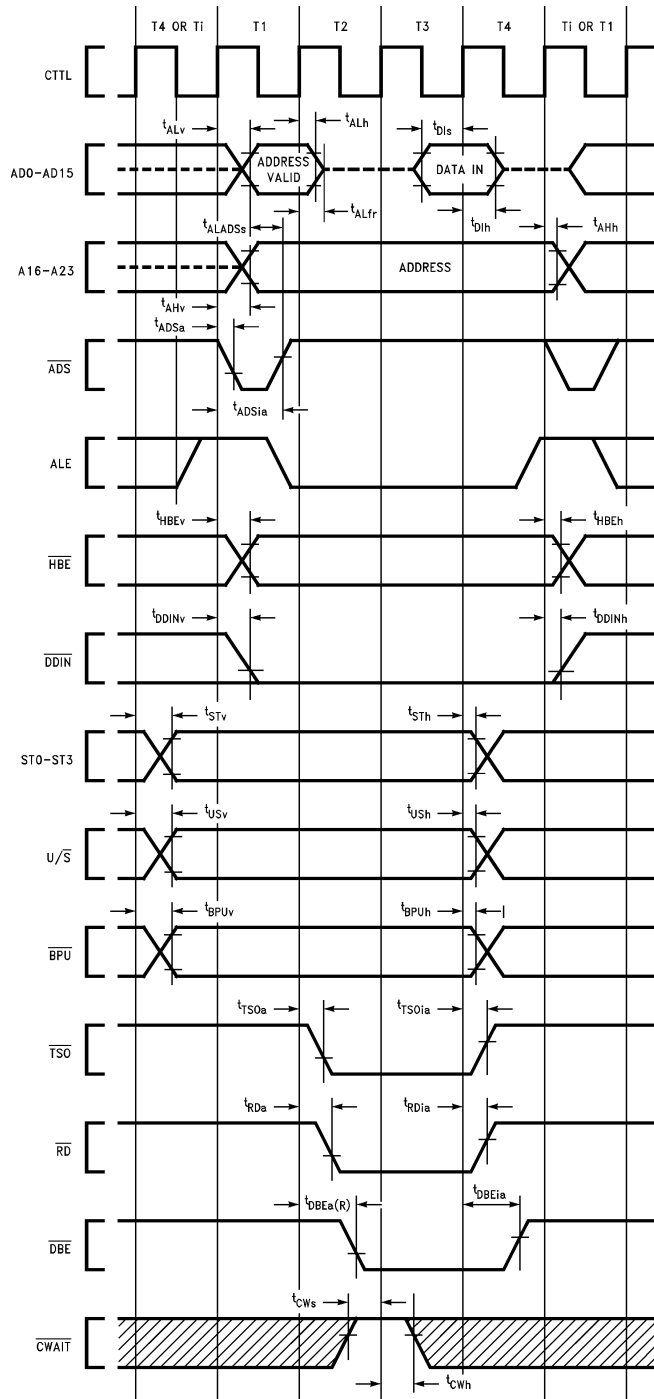 T4 OR Ti T1 T2 T3 T4 Ti OR T1
CTTL
tALv tALh tDIs
AD0-AD15 ADDRESS VALID DATA IN
tALADSs tALfr tDIh tAHh
A16-A23 ADDRESS
tAHv
tADSa
ADS
tADSia
ALE
tHBEv tHBEh
HBE
tDDINv tDDINh
DDIN
tSTv tSTh
ST0-ST3
tUSv tUSh
U/S
tBPUv tBPUh
BPU
tTSOa tTSOia
TSO
tRDa tRDia
RD
tDBEa(R) tDBEia
DBE
tCWs
CWAIT
tCWh